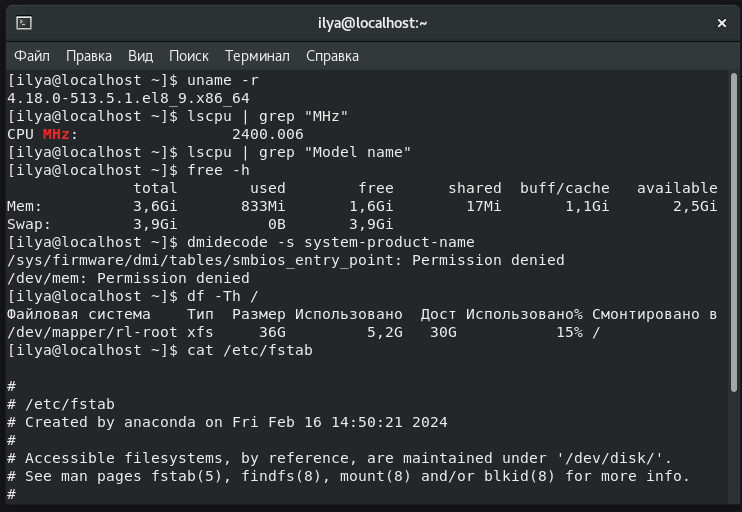 ilya@localhost:~
Файл Правка Вид Поиск Терминал Справка
[ilya@localhost ~]$ uname -r
4.18.0-513.5.1.el8_9.x86_64
[ilya@localhost ~]$ lscpu | grep "MHz"
CPU MHz:                 2400.006
[ilya@localhost ~]$ lscpu | grep "Model name"
[ilya@localhost ~]$ free -h
              total        used        free      shared  buff/cache   available
Mem:          3,6Gi       833Mi       1,6Gi        17Mi       1,1Gi       2,5Gi
Swap:         3,9Gi          0B       3,9Gi
[ilya@localhost ~]$ dmidecode -s system-product-name
/sys/firmware/dmi/tables/smbios_entry_point: Permission denied
/dev/mem: Permission denied
[ilya@localhost ~]$ df -Th /
Файловая система    Тип  Размер Использовано  Дост Использовано% Смонтировано в
/dev/mapper/rl-root xfs     36G         5,2G   30G           15% /
[ilya@localhost ~]$ cat /etc/fstab
#
# /etc/fstab
# Created by anaconda on Fri Feb 16 14:50:21 2024
#
# Accessible filesystems, by reference, are maintained under '/dev/disk/'.
# See man pages fstab(5), findfs(8), mount(8) and/or blkid(8) for more info.
#